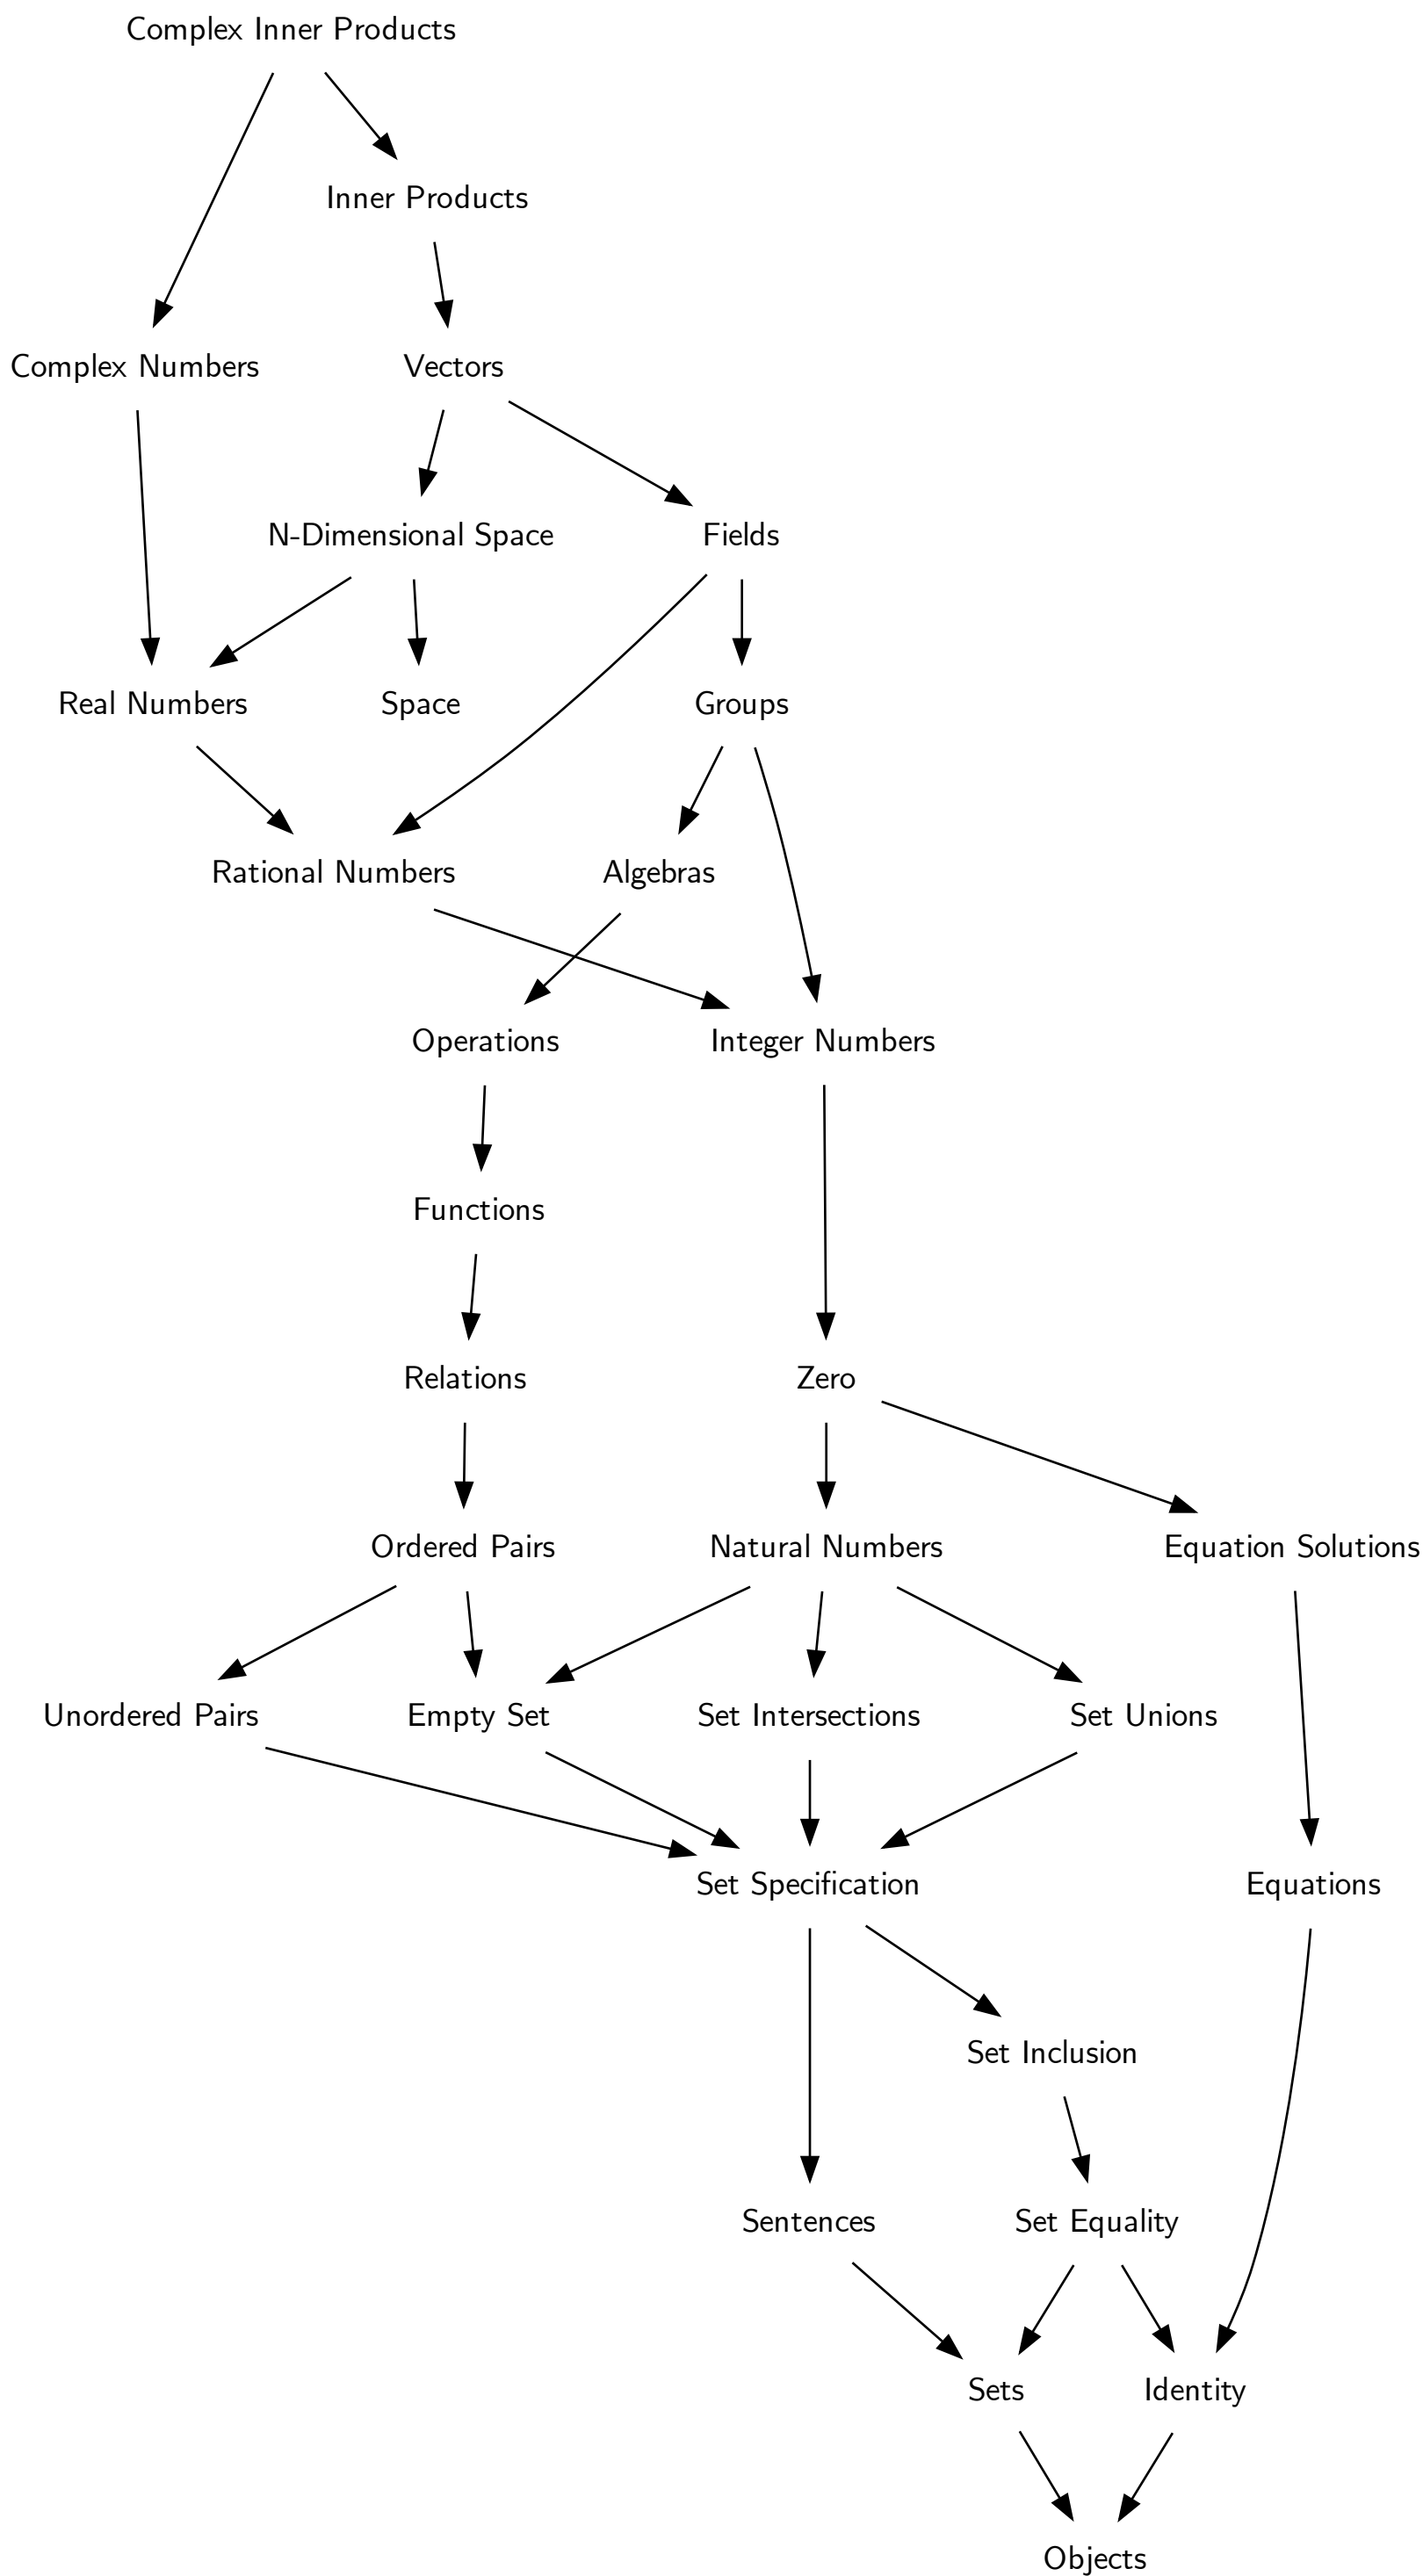 Complex Inner Products
Inner Products
Complex Numbers
Vectors
N-Dimensional Space
Fields
Real Numbers
Space
Groups
Rational Numbers
Algebras
Operations
Integer Numbers
Functions
Relations
Zero
Ordered Pairs
Natural Numbers
Equation Solutions
Unordered Pairs
Empty Set
Set Intersections
Set Unions
Set Specification
Equations
Set Inclusion
Sentences
Set Equality
Sets
Identity
Objects